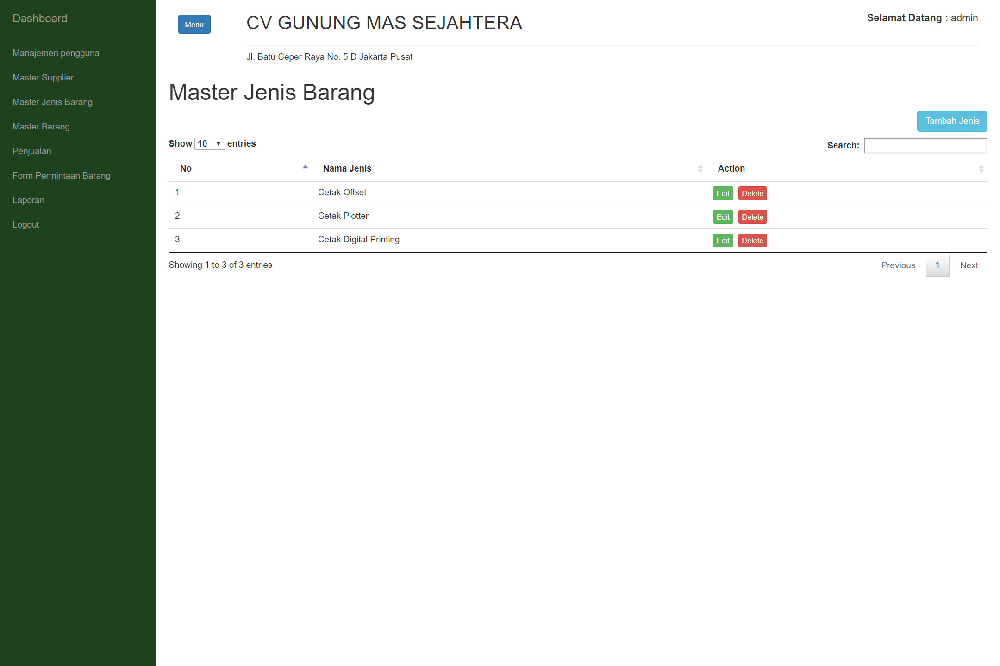 Dashboard
Manajemen pengguna
Master Supplier
Master Jenis Barang
Master Barang
Penjualan
Form Permintaan Barang
Laporan
Logout
Menu
CV GUNUNG MAS SEJAHTERA
Selamat Datang : admin
Jl. Batu Ceper Raya No. 5 D Jakarta Pusat
Master Jenis Barang
Tambah Jenis
Show 10 entries
Search:
No Nama Jenis Action
1 Cetak Offset Edit Delete
2 Cetak Plotter Edit Delete
3 Cetak Digital Printing Edit Delete
Showing 1 to 3 of 3 entries
Previous 1 Next